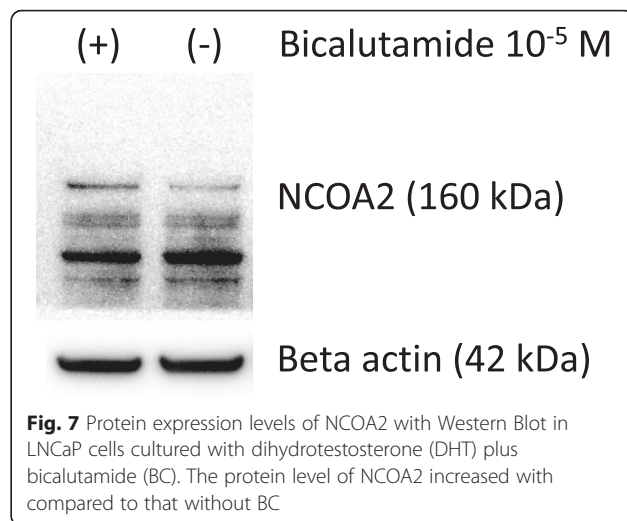 (+) (-) Bicalutamide 10⁻⁵ M
NCOA2 (160 kDa)
Beta actin (42 kDa)
Fig. 7 Protein expression levels of NCOA2 with Western Blot in
LNCaP cells cultured with dihydrotestosterone (DHT) plus
bicalutamide (BC). The protein level of NCOA2 increased with
compared to that without BC